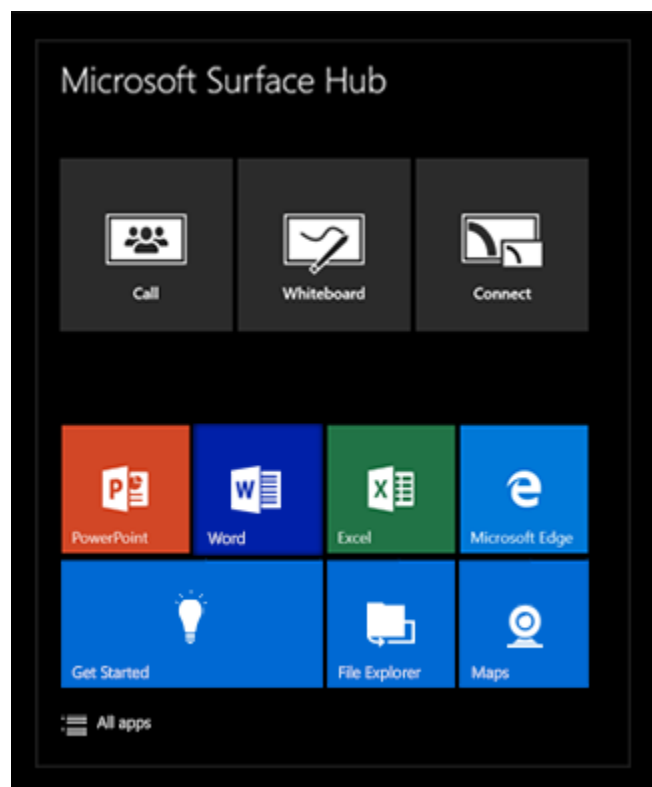 Microsoft Surface Hub
Call Whiteboard Connect
PowerPoint Word Excel Microsoft Edge
Get Started File Explorer Maps
All apps